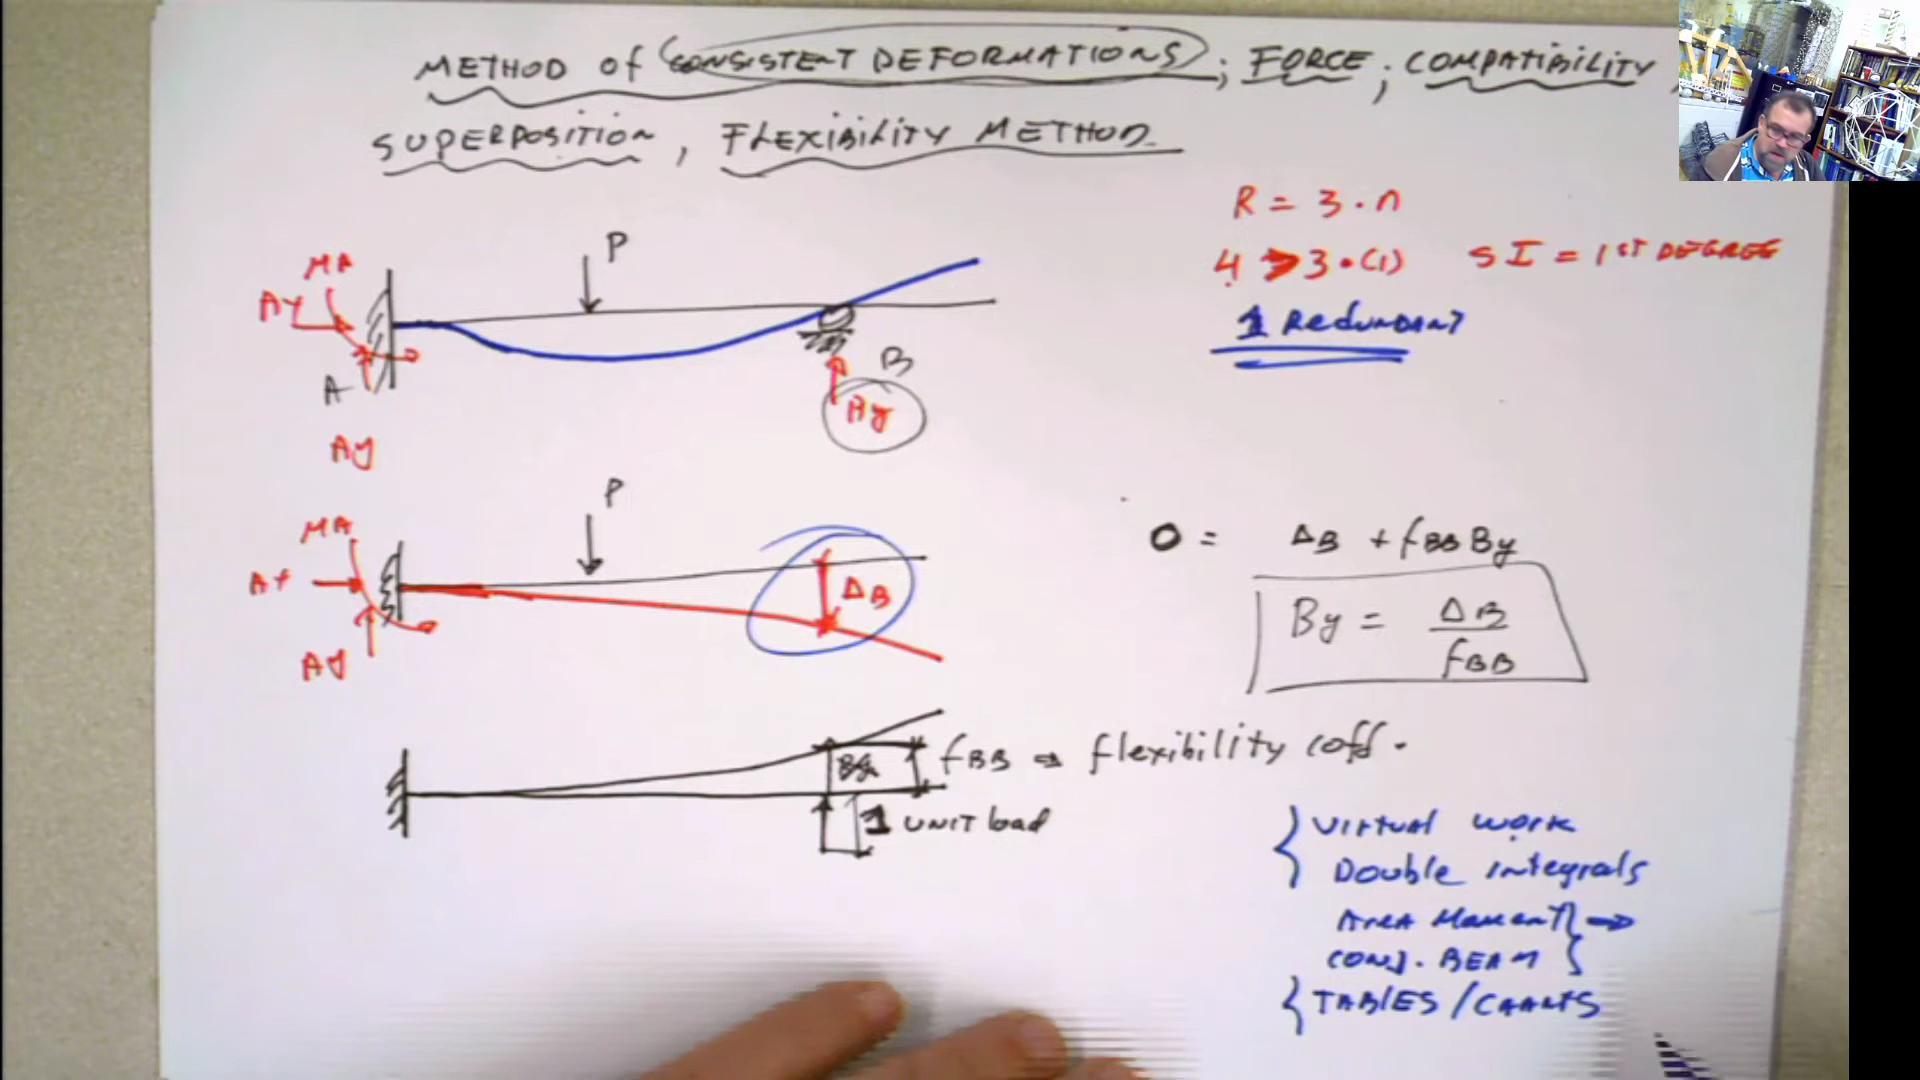 METHOD of CONSISTENT DEFORMATIONS; FORCE; COMPATIBILITY,
SUPERPOSITION, FLEXIBILITY METHOD.
R = 3.n
4 > 3.(1) SI = 1ST DEGREE
1 Redundant
P
MA
Ay
A
B
By
Ay
P
MA
ΔB
Ay
0 = ΔB + fBB By
By = ΔB / fBB
fBB ⇒ flexibility coff.
1 UNIT load
VIRTUAL WORK
Double integrals
AreA MomenT →
CONJ. BEAM
TABLES/CHARTS